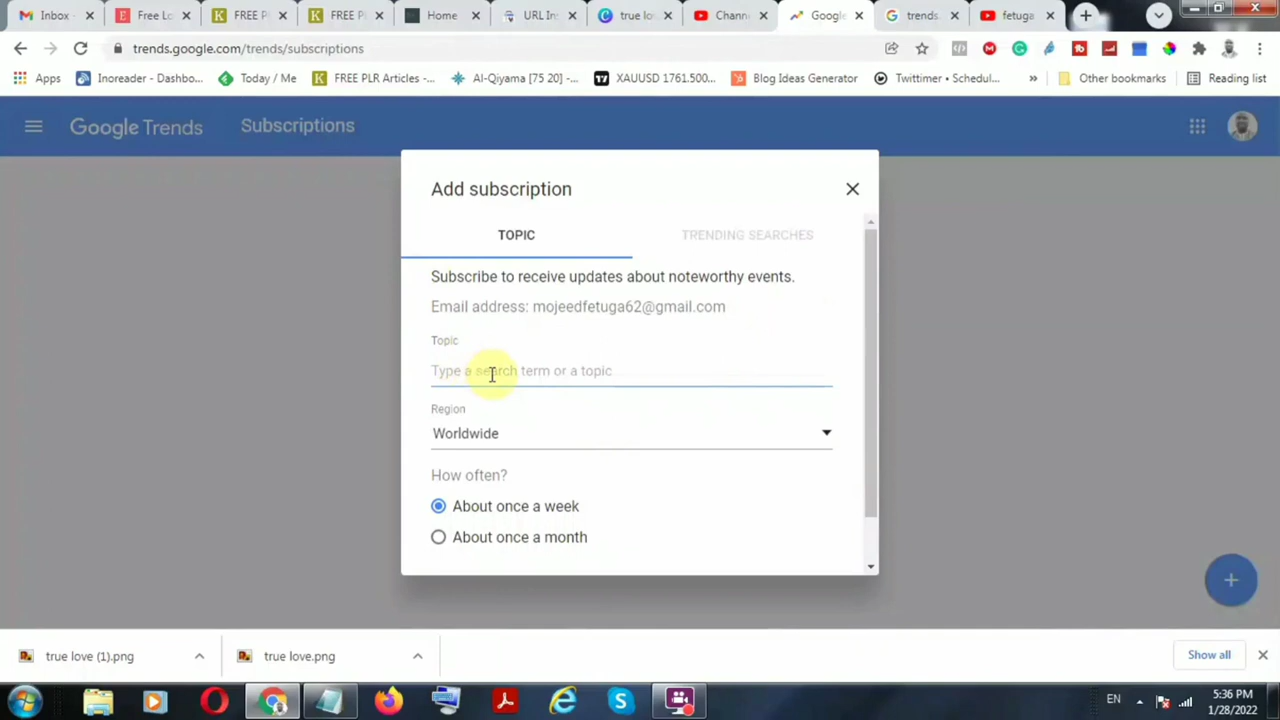 Inbox -
Free Lo
FREE P
FREE P
Home
URL Ins
true lov
Chann
Google
trends.
fetuga
trends.google.com/trends/subscriptions
Apps
Inoreader - Dashbo...
Today / Me
FREE PLR Articles -...
Al-Qiyama [75 20] -...
XAUUSD 1761.500...
Blog Ideas Generator
Twittimer • Schedul...
»
Other bookmarks
Reading list
Google Trends
Subscriptions
Add subscription
TOPIC
TRENDING SEARCHES
Subscribe to receive updates about noteworthy events.
Email address: mojeedfetuga62@gmail.com
Topic
Type a search term or a topic
Region
Worldwide
How often?
About once a week
About once a month
true love (1).png
true love.png
Show all
EN
5:36 PM
1/28/2022